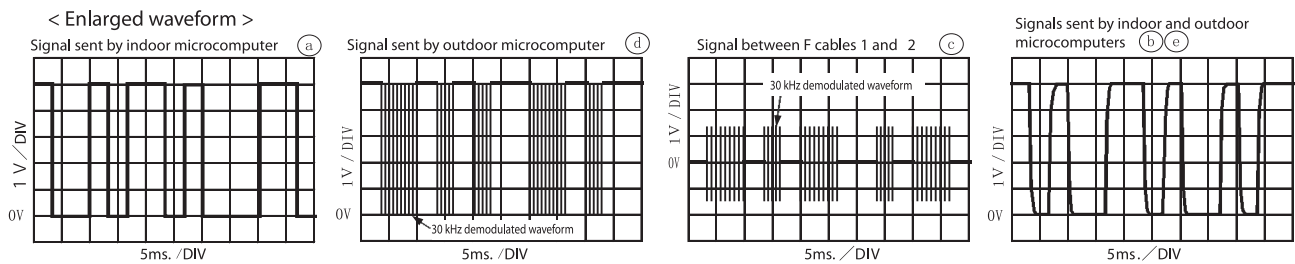 < Enlarged waveform >
Signal sent by indoor microcomputer ⓐ
1 V／DIV
0V
5ms. /DIV
Signal sent by outdoor microcomputer ⓓ
1 V / DIV
0V
30 kHz demodulated waveform
5ms. /DIV
Signal between F cables 1 and 2 ⓒ
30 kHz demodulated waveform
1 V / DIV
0V
5ms.／DIV
Signals sent by indoor and outdoor
microcomputers ⓑ ⓔ
1 V / DIV
0V
5ms.／DIV